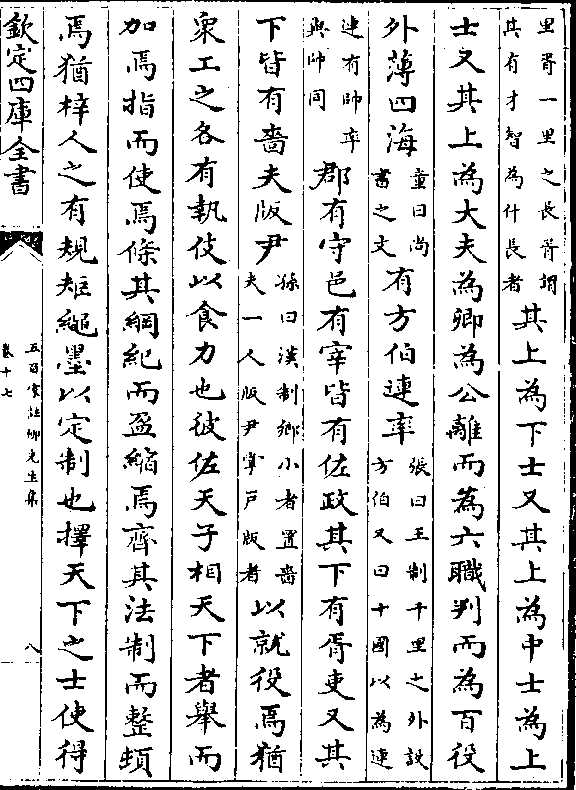 里胥一里之長胥謂
其有才智為什長者其上為下士又其上為中士為上
士又其上為大夫為卿為公離而為六職判而為百役
外薄四海童曰尚書之文有方伯連率張曰王制千里之外設方伯又曰十國以為連
連有帥率與帥同郡有守邑有宰皆有佐政其下有胥吏又其
下皆有嗇夫版尹孫曰漢制鄉小者置嗇夫一人版尹掌戸版者以就役焉猶
衆工之各有執伎以食力也彼佐天子相天下者舉而
加焉指而使焉條其綱紀而盈縮焉齊其法制而整頓
焉猶梓人之有規矩繩墨以定制也擇天下之士使得
欽定四庫全書
五百家註柳先生集
卷十七
八